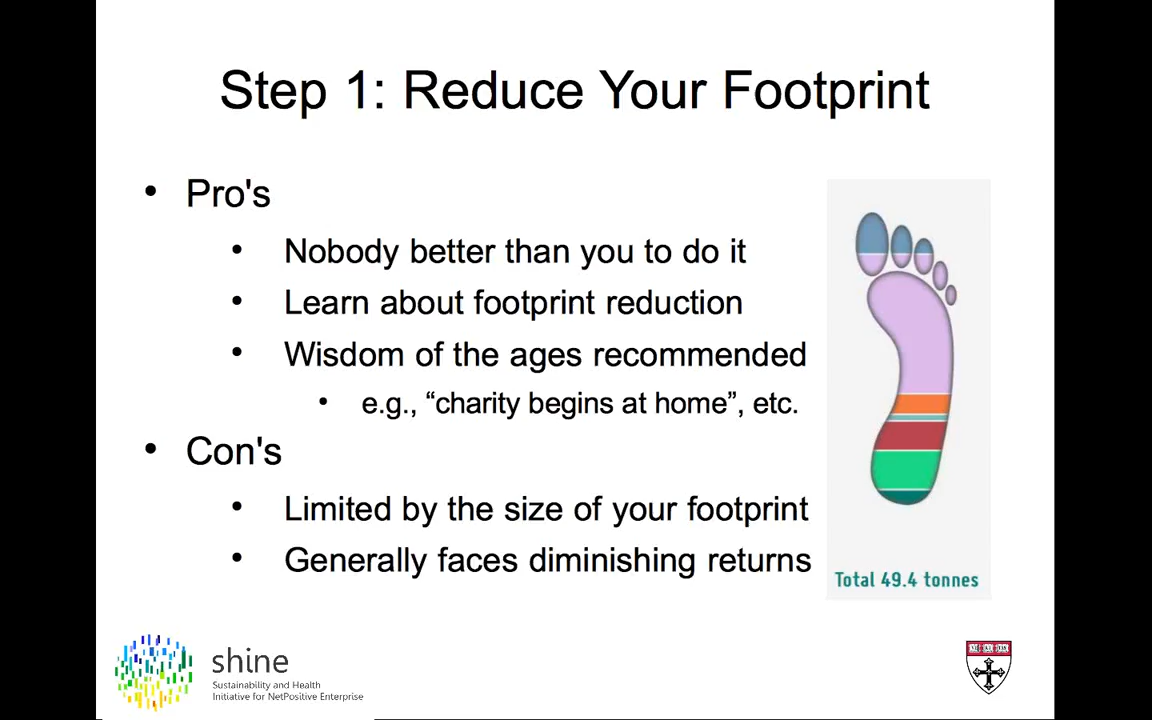 Step 1: Reduce Your Footprint
• Pro's
• Nobody better than you to do it
• Learn about footprint reduction
• Wisdom of the ages recommended
• e.g., “charity begins at home”, etc.
• Con's
• Limited by the size of your footprint
• Generally faces diminishing returns
Total 49.4 tonnes
shine
Sustainability and Health
Initiative for NetPositive Enterprise